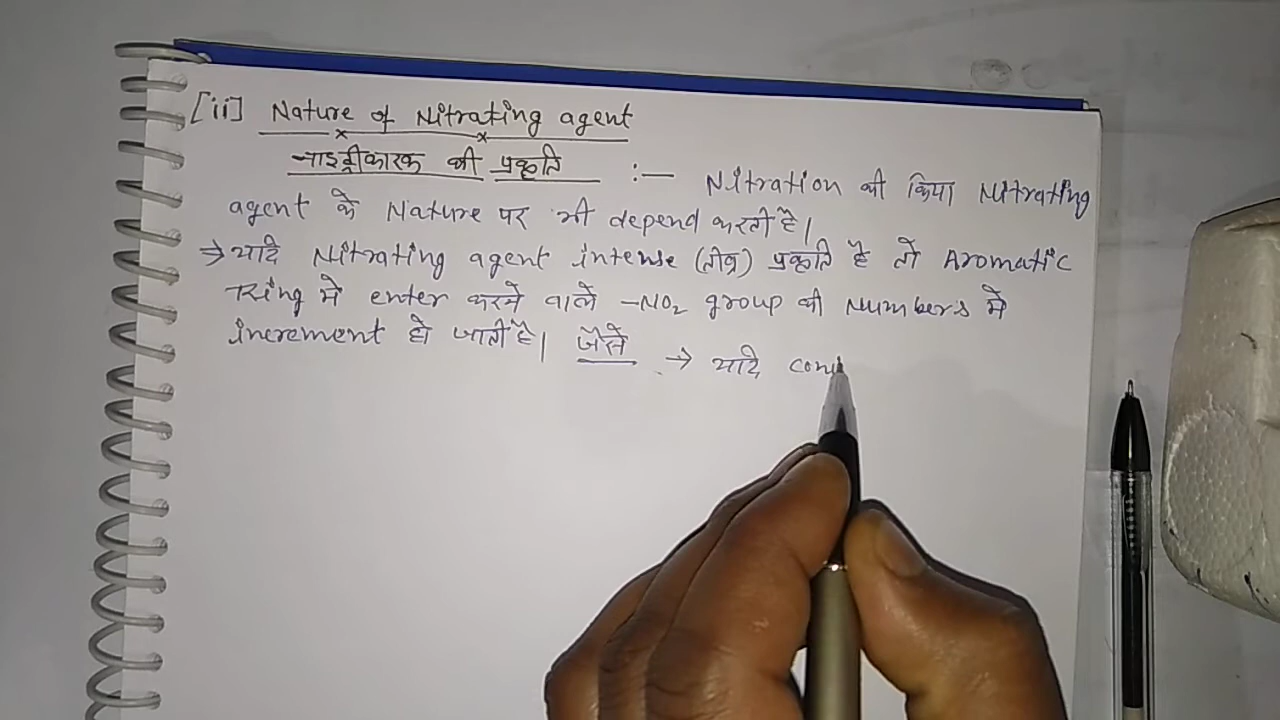 [ii] Nature of Nitrating agent
नाइट्रीकारक की प्रकृति :— Nitration की क्रिया Nitrating
agent के Nature पर भी depend करती है।
→ यदि Nitrating agent intense (तीव्र) प्रकृति है तो Aromatic
Ring मे enter करने वाले –NO₂ group की Numbers मे
increment हो जाती है। जैसे → यदि con